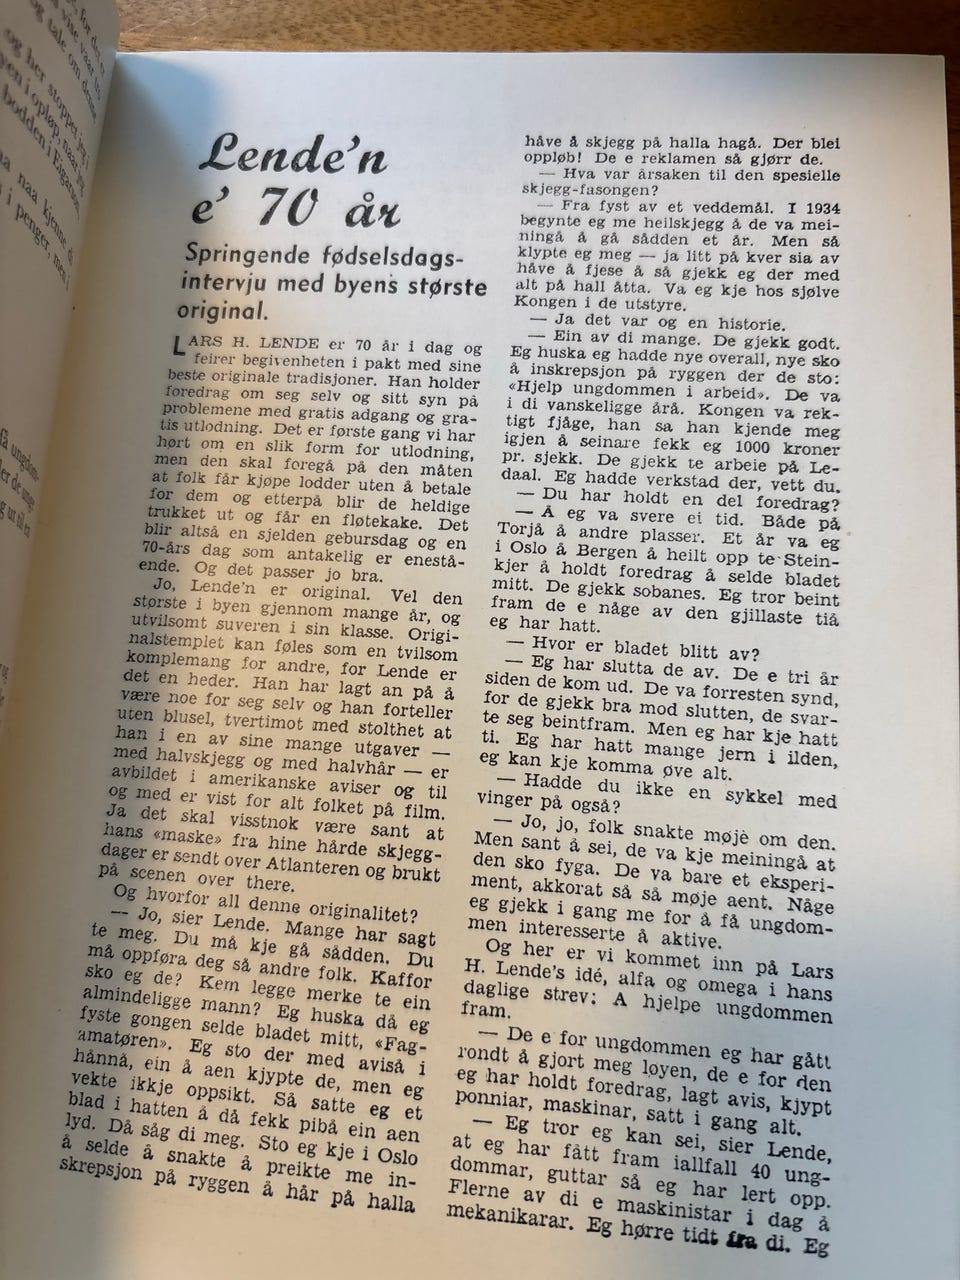 og her stoppet jeg i
bodden i Eiganes
i penger, men i
Lende'n
e' 70 år
Springende fødselsdags-
intervju med byens største
original.
LARS H. LENDE er 70 år i dag og
feirer begivenheten i pakt med sine
beste originale tradisjoner. Han holder
foredrag om seg selv og sitt syn på
problemene med gratis adgang og gra-
tis utlodning. Det er første gang vi har
hørt om en slik form for utlodning,
men den skal foregå på den måten
at folk får kjøpe lodder uten å betale
for dem og etterpå blir de heldige
trukket ut og får en fløtekake. Det
blir altså en sjelden gebursdag og en
70-års dag som antakelig er enestå-
ende. Og det passer jo bra.
Jo, Lende'n er original. Vel den
største i byen gjennom mange år, og
utvilsomt suveren i sin klasse. Origi-
nalstemplet kan føles som en tvilsom
komplemang for andre, for Lende er
det en heder. Han har lagt an på å
være noe for seg selv og han forteller
uten blusel, tvertimot med stolthet at
han i en av sine mange utgaver —
med halvskjegg og med halvhår — er
avbildet i amerikanske aviser og til
og med er vist for alt folket på film.
Ja det skal visstnok være sant at
hans «maske» fra hine hårde skjegg-
dager er sendt over Atlanteren og brukt
på scenen over there.
Og hvorfor all denne originalitet?
— Jo, sier Lende. Mange har sagt
te meg. Du må kje gå sådden. Du
må oppføra deg så andre folk. Kaffor
sko eg de? Kem legge merke te ein
almindeligge mann? Eg huska då eg
fyste gongen selde bladet mitt, «Fag-
amatøren». Eg sto der med aviså i
hånnå, ein å aen kjypte de, men eg
vekte ikkje oppsikt. Så satte eg et
blad i hatten å då fekk pibå ein aen
lyd. Då såg di meg. Sto eg kje i Oslo
å selde å snakte å preikte me in-
skrepsjon på ryggen å hår på halla
håve å skjegg på halla hagå. Der blei
oppløb! De e reklamen så gjørr de.
— Hva var årsaken til den spesielle
skjegg-fasongen?
— Fra fyst av et veddemål. I 1934
begynte eg me heilskjegg å de va mei-
ningå å gå sådden et år. Men så
klypte eg meg — ja litt på kver sia av
håve å fjese å så gjekk eg der med
alt på hall åtta. Va eg kje hos sjølve
Kongen i de utstyre.
— Ja det var og en historie.
— Ein av di mange. De gjekk godt.
Eg huska eg hadde nye overall, nye sko
å inskrepsjon på ryggen der de sto:
«Hjelp ungdommen i arbeid». De va
i di vanskeligge årå. Kongen va rek-
tigt fjåge, han sa han kjende meg
igjen å seinare fekk eg 1000 kroner
pr. sjekk. De gjekk te arbeie på Le-
daal. Eg hadde verkstad der, vett du.
— Du har holdt en del foredrag?
— Å eg va svere ei tid. Både på
Torjå å andre plasser. Et år va eg
i Oslo å Bergen å heilt opp te Stein-
kjer å holdt foredrag å selde bladet
mitt. De gjekk sobanes. Eg tror beint
fram de e någe av den gjillaste tiå
eg har hatt.
— Hvor er bladet blitt av?
— Eg har slutta de av. De e tri år
siden de kom ud. De va forresten synd,
for de gjekk bra mod slutten, de svar-
te seg beintfram. Men eg har kje hatt
ti. Eg har hatt mange jern i ilden,
eg kan kje komma øve alt.
— Hadde du ikke en sykkel med
vinger på også?
— Jo, jo, folk snakte møje om den.
Men sant å sei, de va kje meiningå at
den sko fyga. De va bare et eksperi-
ment, akkorat så så møje aent. Någe
eg gjekk i gang me for å få ungdom-
men interesserte å aktive.
Og her er vi kommet inn på Lars
H. Lende's idé, alfa og omega i hans
daglige strev: A hjelpe ungdommen
fram.
— De e for ungdommen eg har gått
rondt å gjort meg løyen, de e for den
eg har holdt foredrag, lagt avis, kjypt
ponniar, maskinar, satt i gang alt.
— Eg tror eg kan sei, sier Lende,
at eg har fått fram iallfall 40 ung-
dommar, guttar så eg har lert opp.
Flerne av di e maskinistar i dag å
mekanikarar. Eg hørre tidt fra di. Eg